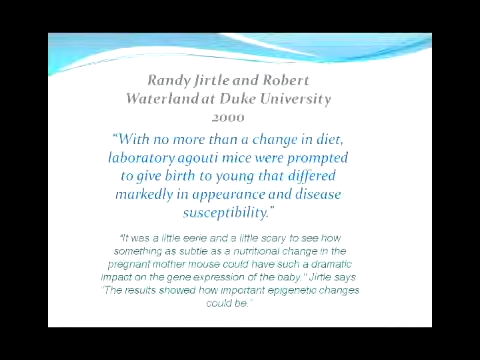 Randy Jirtle and Robert
Waterland at Duke University
2000
“With no more than a change in diet,
laboratory agouti mice were prompted
to give birth to young that differed
markedly in appearance and disease
susceptibility.”
“It was a little eerie and a little scary to see how
something as subtle as a nutritional change in the
pregnant mother mouse could have such a dramatic
impact on the gene expression of the baby.” Jirtle says
“The results showed how important epigenetic changes
could be.”